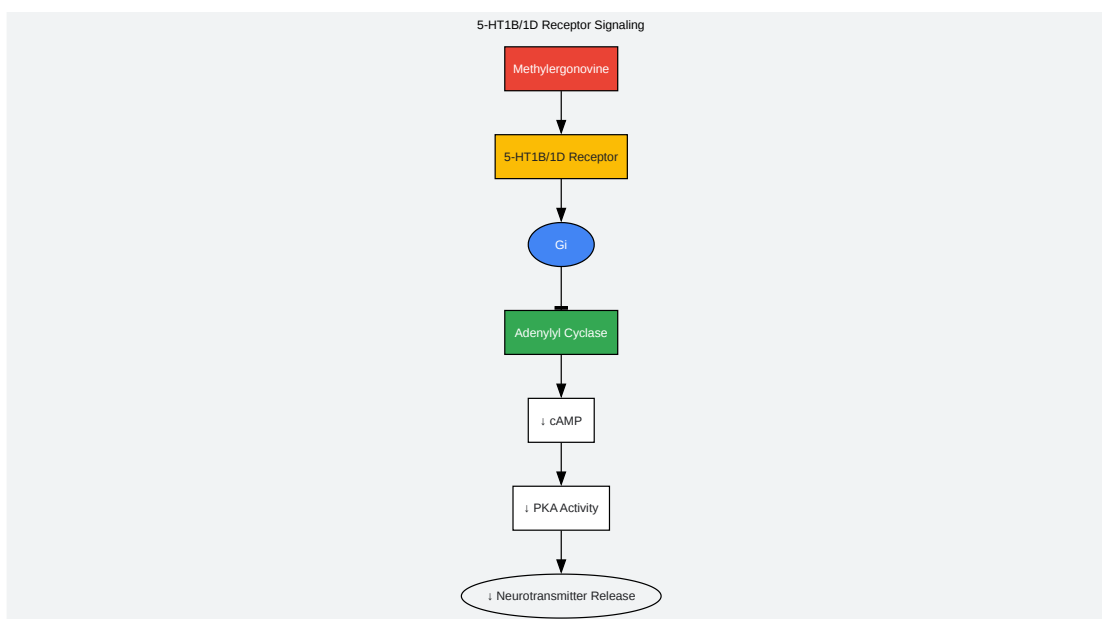 5-HT1B/1D Receptor Signaling
Methylergonovine
5-HT1B/1D Receptor
Gi
Adenylyl Cyclase
↓ cAMP
↓ PKA Activity
↓ Neurotransmitter Release